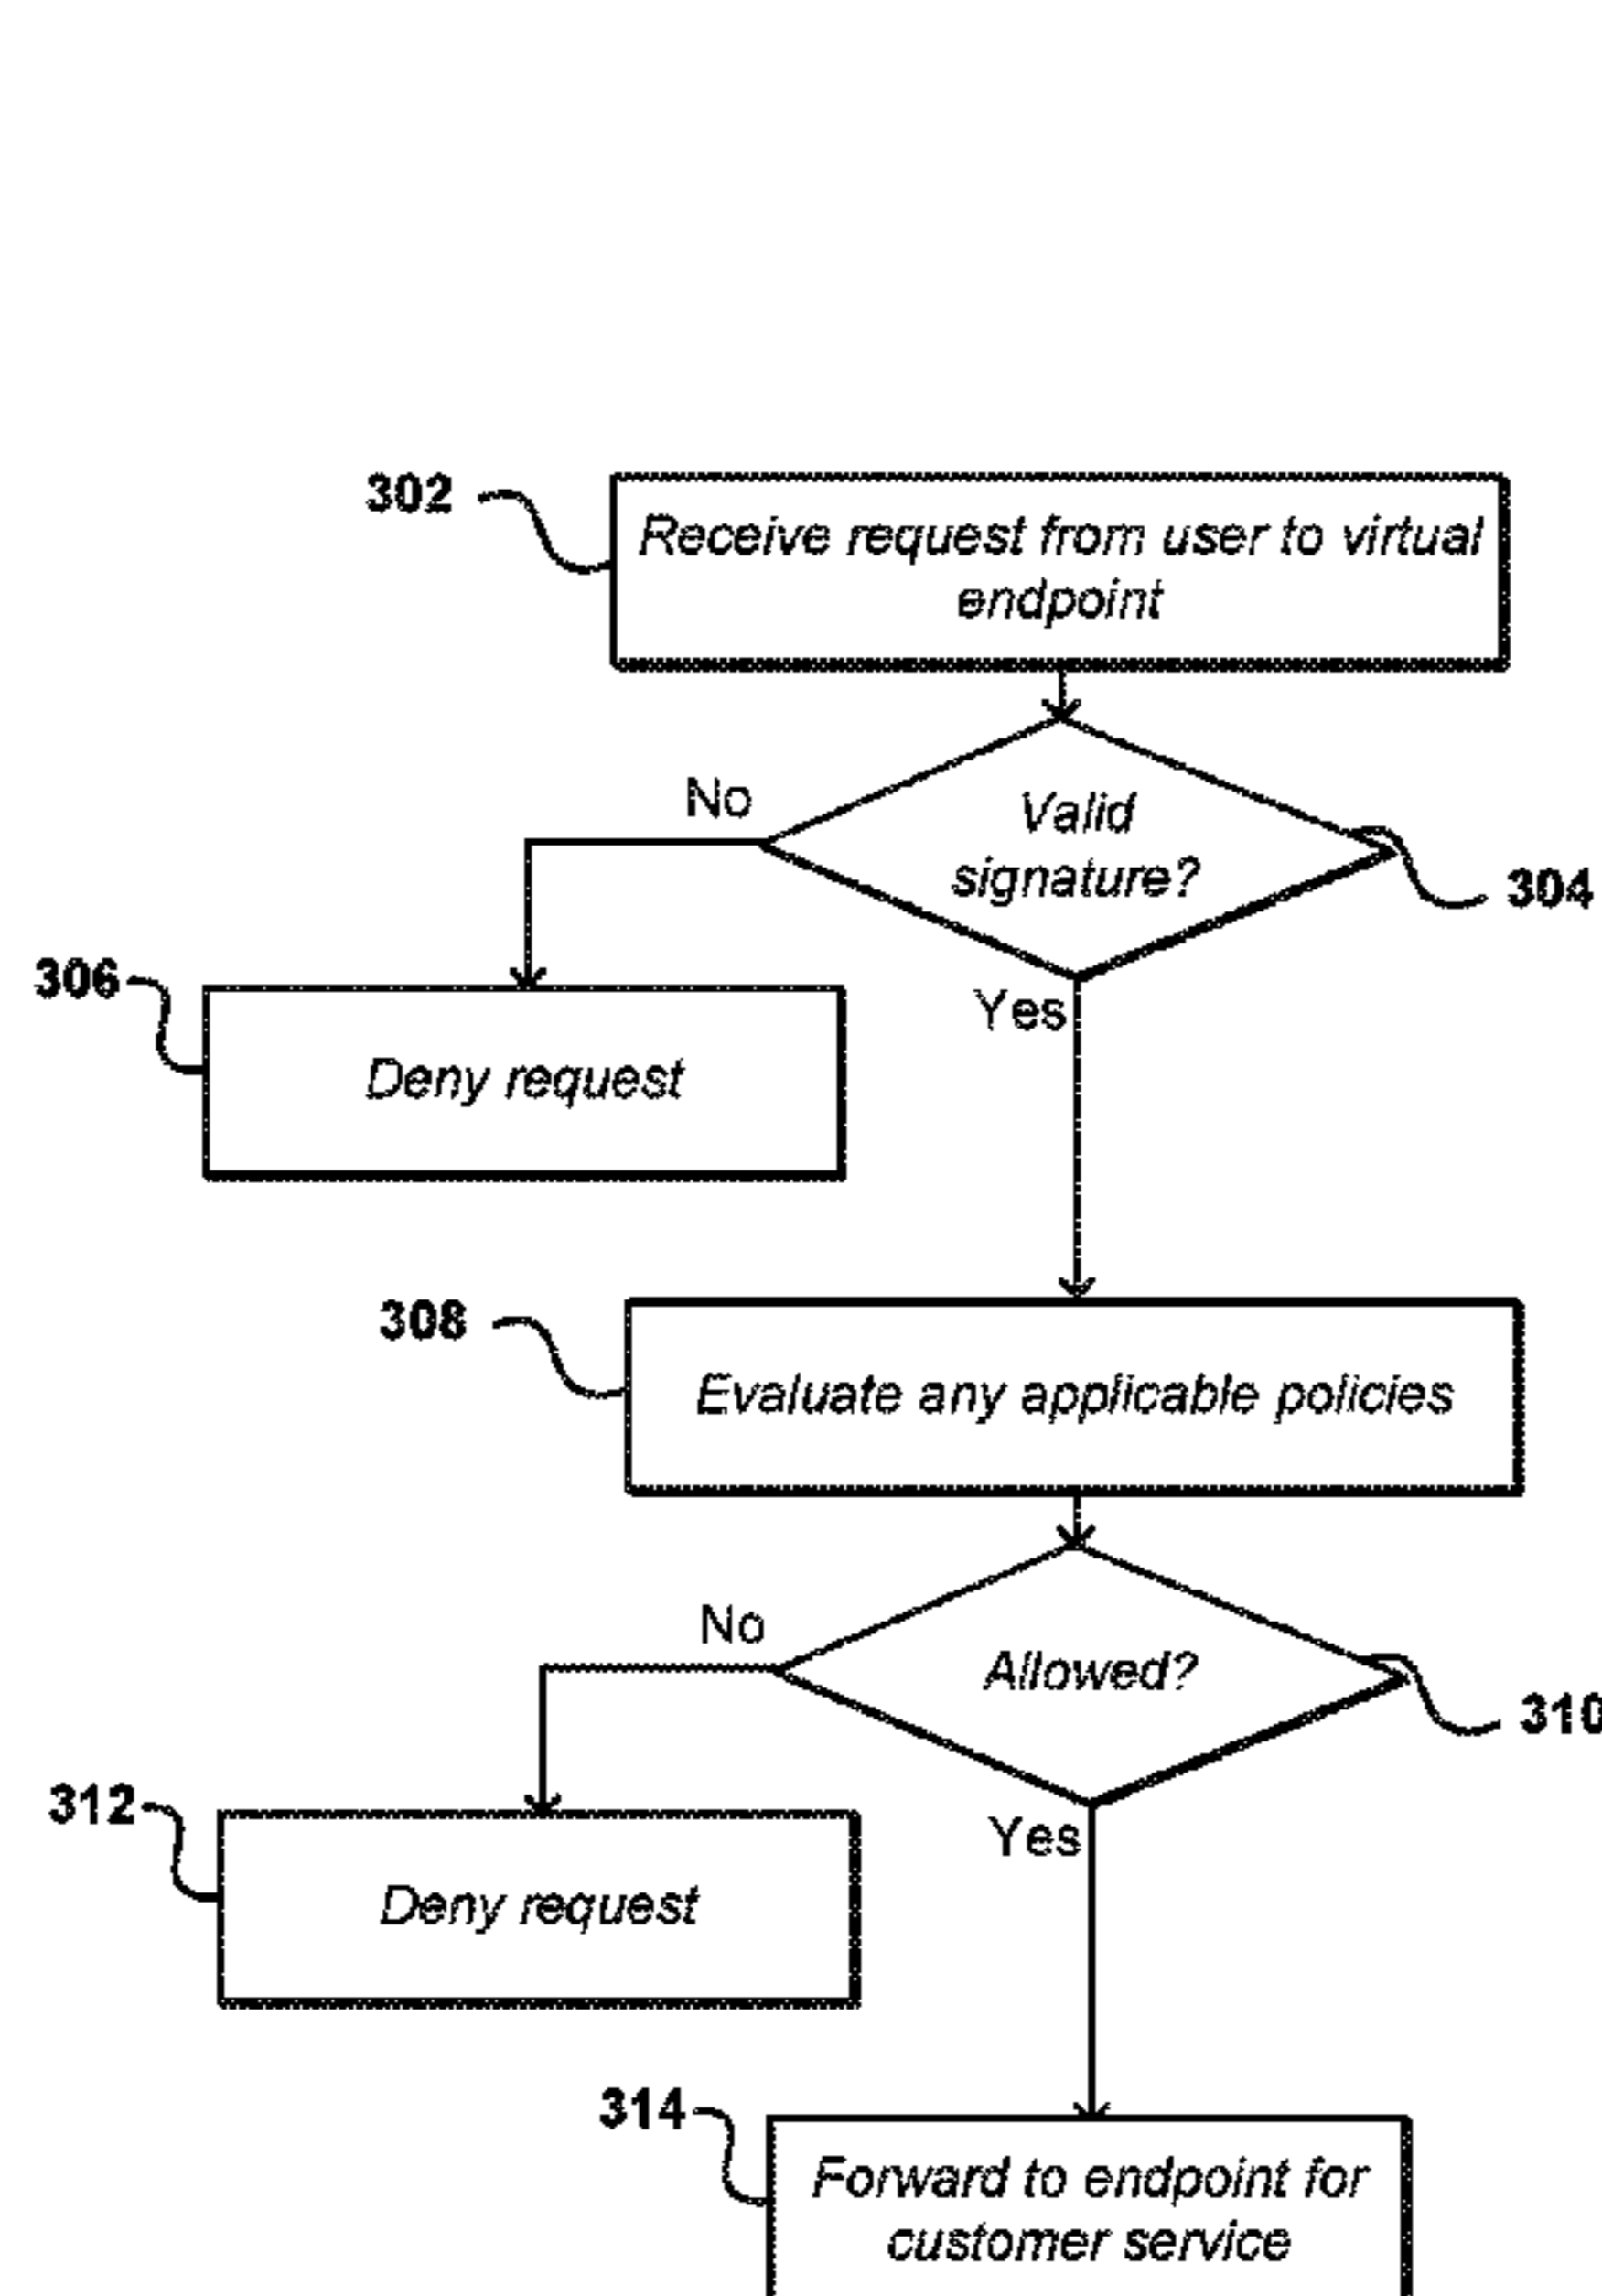 302
Receive request from user to virtual
endpoint
No
Valid
signature?
304
306
Yes
Deny request
308
Evaluate any applicable policies
No
Allowed?
310
312
Yes
Deny request
314
Forward to endpoint for
customer service